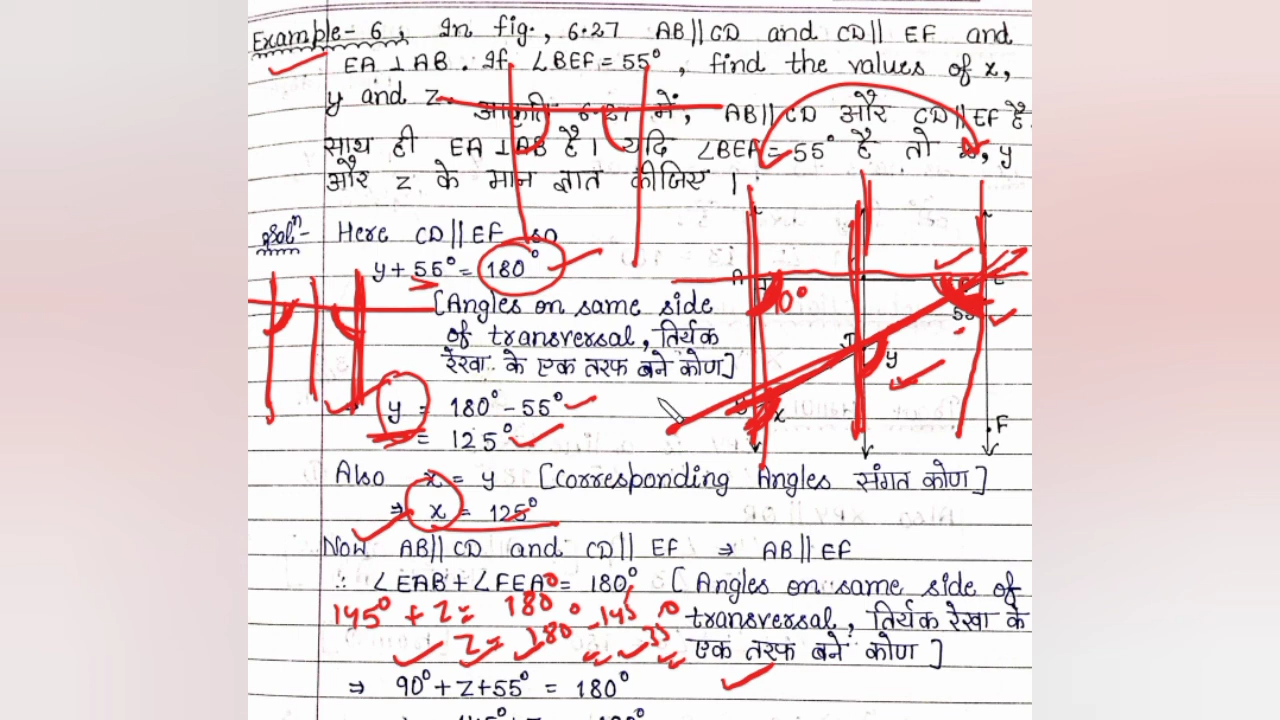 Example- 6, In fig., 6.27 AB||CD and CD|| EF and
EA ⊥ AB. If ∠BEF = 55°, find the values of x,
y and z.
आकृति 6.27 में, AB||CD और CD||EF है
साथ ही EA ⊥ AB है। यदि ∠BEA = 55° है तो x, y
और z के मान ज्ञात कीजिए।
Solⁿ- Here CD||EF so
y + 55° = 180°
[Angles on same side
of transversal, तिर्यक
रेखा के एक तरफ बने कोण]
y = 180° - 55°
= 125°
A
0°
55
y
x
F
Also x = y [corresponding Angles संगत कोण]
⇒ x = 125°
Now AB||CD and CD|| EF ⇒ AB||EF
∴ ∠EAB + ∠FEA = 180° [Angles on same side of
145° + z = 180° transversal, तिर्यक रेखा के
z = 180° - 145° = 35° एक तरफ बने कोण]
⇒ 90° + z + 55° = 180°